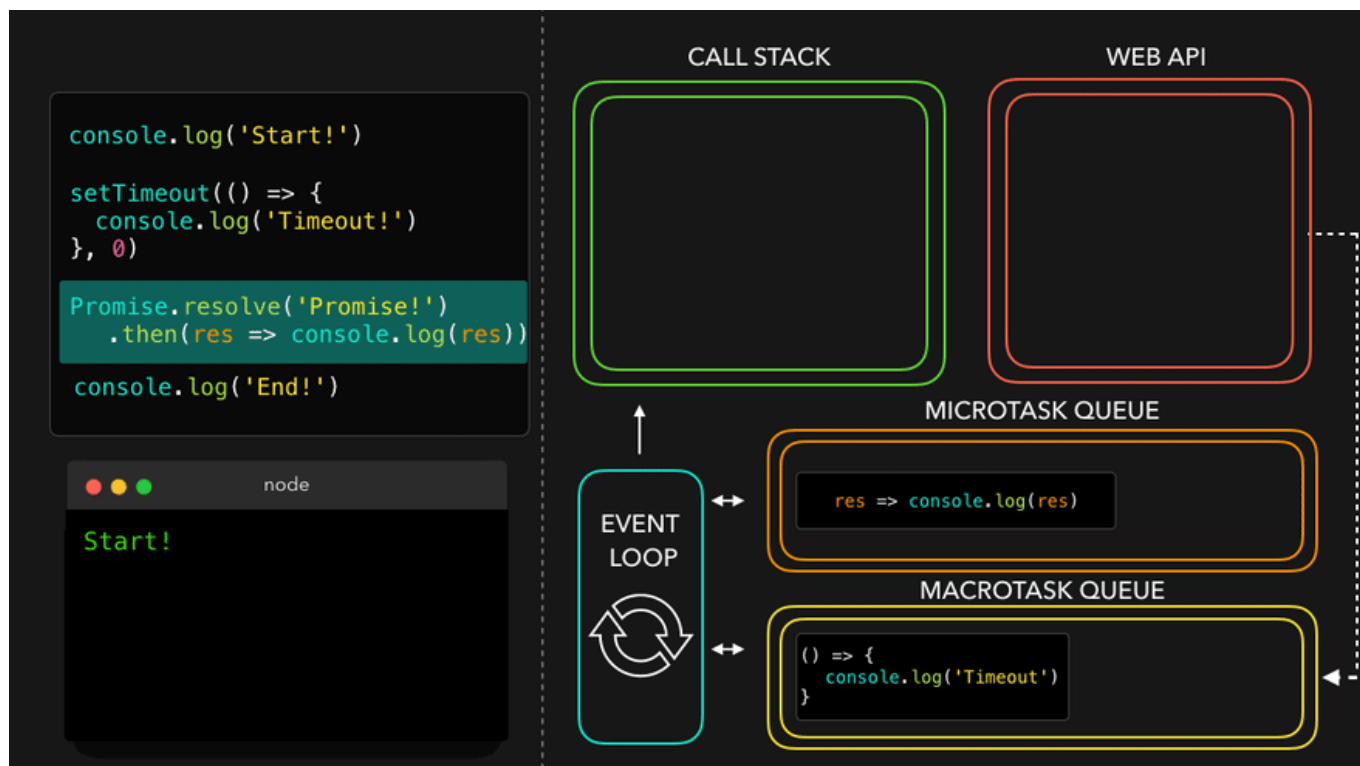 console.log('Start!')
setTimeout(() => {
  console.log('Timeout!')
}, 0)
Promise.resolve('Promise!')
   .then(res => console.log(res))
console.log('End!')
node
Start!
CALL STACK
WEB API
MICROTASK QUEUE
res => console.log(res)
EVENT
LOOP
MACROTASK QUEUE
() => {
  console.log('Timeout')
}